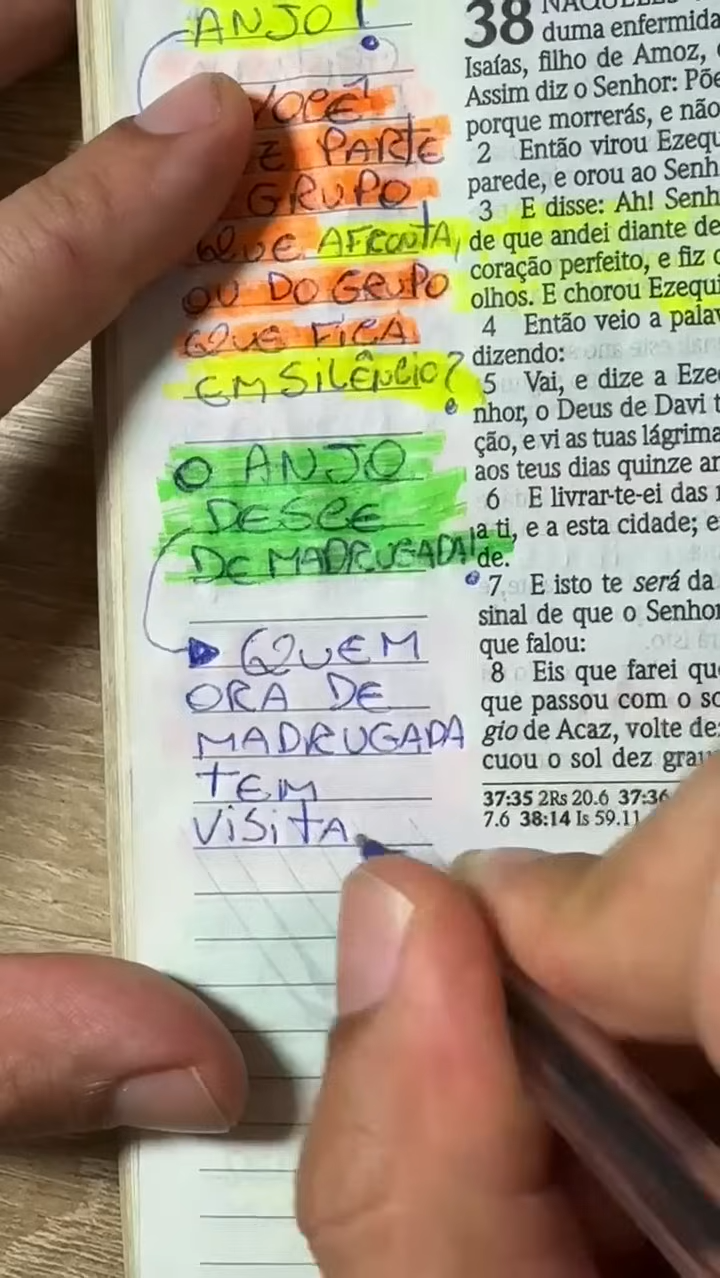 ANJO!
VOCÊ
Z PARTE
GRUPO
QUE AFRONTA,
OU DO GRUPO
QUE FICA
EM SILÊNCIO?
O ANJO
DESCE
DE MADRUGADA!
QUEM
ORA DE
MADRUGADA
TEM
VISITA
38 NAQUELES
duma enfermida
Isaías, filho de Amoz,
Assim diz o Senhor: Põe
porque morrerás, e não
2 Então virou Ezequ
parede, e orou ao Senh
3 E disse: Ah! Senh
de que andei diante de
coração perfeito, e fiz
olhos. E chorou Ezequi
4 Então veio a palav
dizendo:
5 Vai, e dize a Eze
nhor, o Deus de Davi t
ção, e vi as tuas lágrima
aos teus dias quinze an
6 E livrar-te-ei das
a ti, e a esta cidade; e
de.
7 E isto te será da
sinal de que o Senhor
que falou:
8 Eis que farei que
que passou com o so
gio de Acaz, volte de
cuou o sol dez grau
37:35 2Rs 20.6 37:36
7.6 38:14 Is 59.11